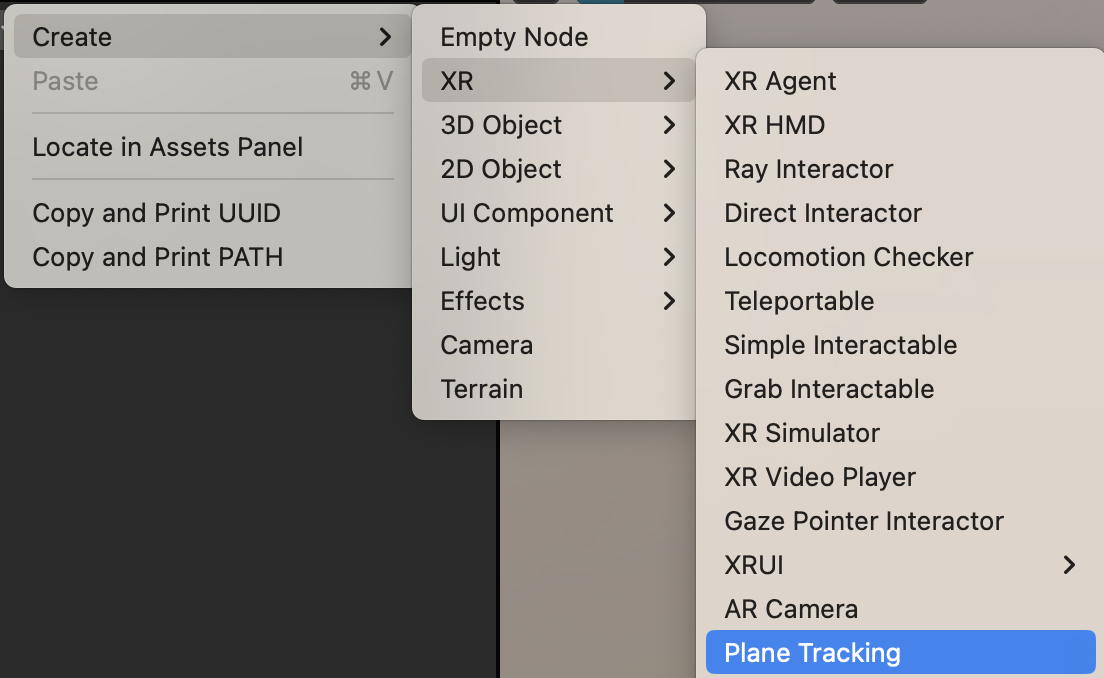 Create
Paste ⌘ V
Locate in Assets Panel
Copy and Print UUID
Copy and Print PATH
Empty Node
XR
3D Object
2D Object
UI Component
Light
Effects
Camera
Terrain
XR Agent
XR HMD
Ray Interactor
Direct Interactor
Locomotion Checker
Teleportable
Simple Interactable
Grab Interactable
XR Simulator
XR Video Player
Gaze Pointer Interactor
XRUI
AR Camera
Plane Tracking